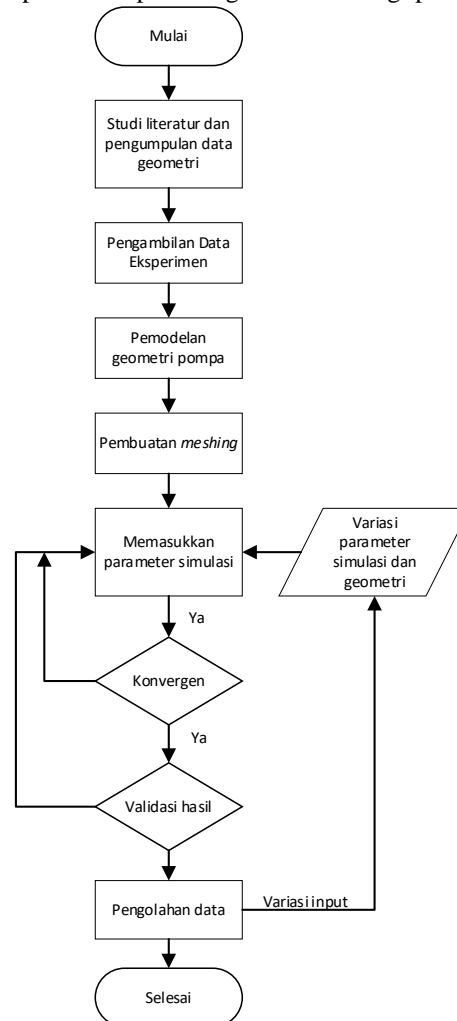 Mulai
Studi literatur dan
pengumpulan data
geometri
Pengambilan Data
Eksperimen
Pemodelan
geometri pompa
Pembuatan meshing
Memasukkan
parameter simulasi
Variasi
parameter
simulasi dan
geometri
Ya
Konvergen
Ya
Validasi hasil
Pengolahan data
Variasi input
Selesai